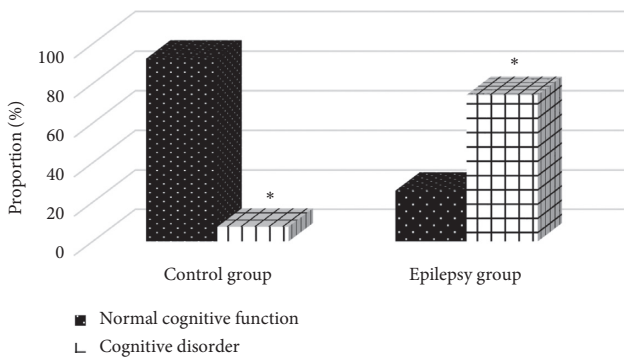 Proportion (%)
100
80
60
40
20
0
*
*
Control group
Epilepsy group
Normal cognitive function
Cognitive disorder